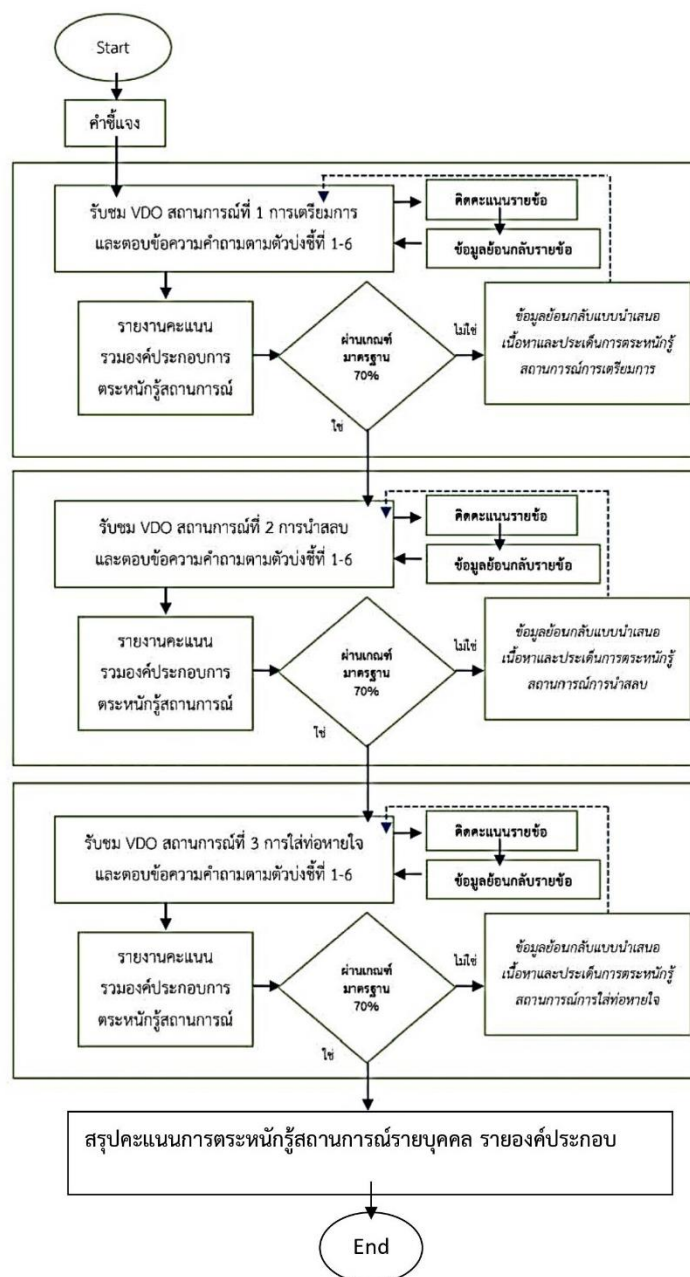 Start
คำชี้แจง
รับชม VDO สถานการณ์ที่ 1 การเตรียมการ
และตอบข้อความคำถามตามตัวบ่งชี้ที่ 1-6
คิดคะแนนรายข้อ
ข้อมูลย้อนกลับรายข้อ
รายงานคะแนน
รวมองค์ประกอบการ
ตระหนักรู้สถานการณ์
ผ่านเกณฑ์
มาตรฐาน
70%
ไม่ใช่
ข้อมูลย้อนกลับแบบนำเสนอ
เนื้อหาและประเด็นการตระหนักรู้
สถานการณ์การเตรียมการ
ใช่
รับชม VDO สถานการณ์ที่ 2 การนำสลบ
และตอบข้อความคำถามตามตัวบ่งชี้ที่ 1-6
คิดคะแนนรายข้อ
ข้อมูลย้อนกลับรายข้อ
รายงานคะแนน
รวมองค์ประกอบการ
ตระหนักรู้สถานการณ์
ผ่านเกณฑ์
มาตรฐาน
70%
ไม่ใช่
ข้อมูลย้อนกลับแบบนำเสนอ
เนื้อหาและประเด็นการตระหนักรู้
สถานการณ์การนำสลบ
ใช่
รับชม VDO สถานการณ์ที่ 3 การใส่ท่อหายใจ
และตอบข้อความคำถามตามตัวบ่งชี้ที่ 1-6
คิดคะแนนรายข้อ
ข้อมูลย้อนกลับรายข้อ
รายงานคะแนน
รวมองค์ประกอบการ
ตระหนักรู้สถานการณ์
ผ่านเกณฑ์
มาตรฐาน
70%
ไม่ใช่
ข้อมูลย้อนกลับแบบนำเสนอ
เนื้อหาและประเด็นการตระหนักรู้
สถานการณ์การใส่ท่อหายใจ
ใช่
สรุปคะแนนการตระหนักรู้สถานการณ์รายบุคคล รายองค์ประกอบ
End